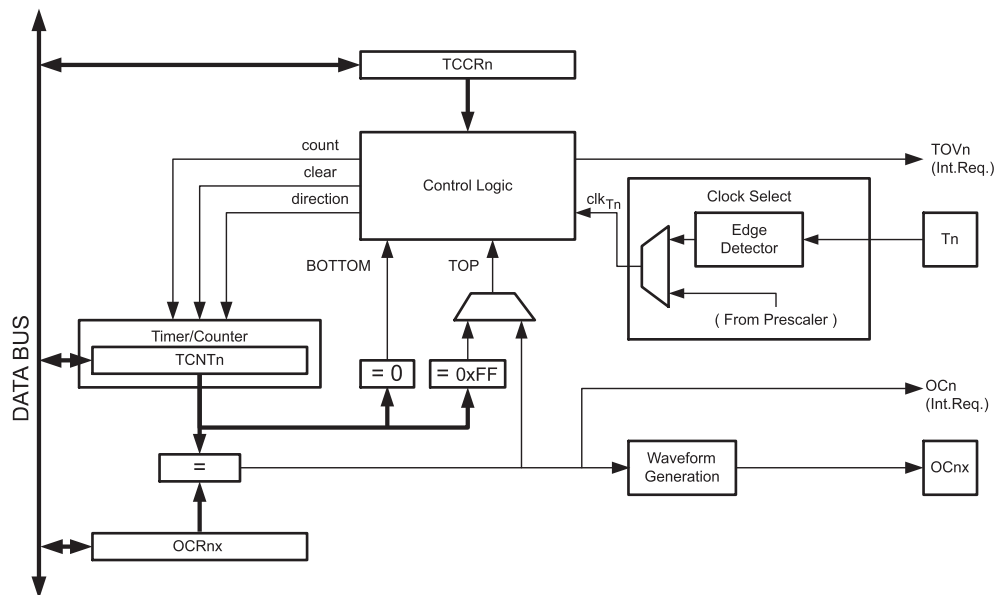 TCCRn
count
clear
direction
Control Logic
TOVn
(Int.Req.)
clkTn
Clock Select
Edge
Detector
Tn
( From Prescaler )
BOTTOM
TOP
Timer/Counter
TCNTn
= 0
= 0xFF
DATA BUS
OCn
(Int.Req.)
=
Waveform
Generation
OCnx
OCRnx